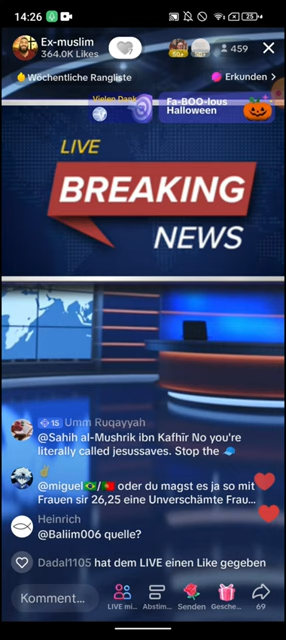 14:26
25
Ex-muslim
364.0K Likes
459
Wöchentliche Rangliste
Erkunden >
Vielen Dank
Fa-BOO-lous
Halloween
LIVE
BREAKING
NEWS
15 Umm Ruqayyah
@Sahih al-Mushrik ibn Kafhīr No you're
literally called jesussaves. Stop the 🧢
✌
@miguel🇧🇷/🇵🇹 oder du magst es ja so mit
Frauen sir 26,25 eine Unverschämte Frau...
Heinrich
@Baliim006 quelle?
Dadal1105 hat dem LIVE einen Like gegeben
Komment...
LIVE mi...
Abstim...
Senden
Gesche...
69